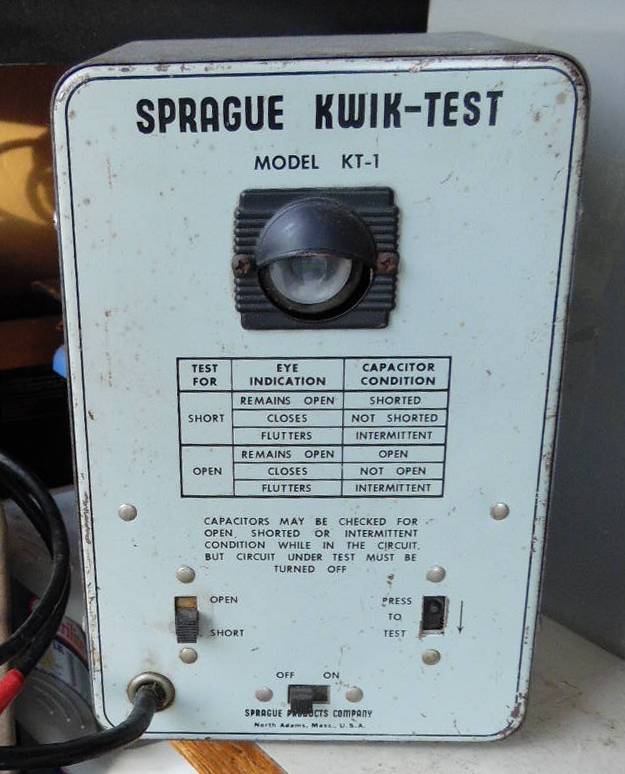 SPRAGUE KWIK-TEST
MODEL KT-1
TEST FOR EYE INDICATION CAPACITOR CONDITION
SHORT REMAINS OPEN SHORTED
CLOSES NOT SHORTED
FLUTTERS INTERMITTENT
OPEN REMAINS OPEN OPEN
CLOSES NOT OPEN
FLUTTERS INTERMITTENT
CAPACITORS MAY BE CHECKED FOR
OPEN, SHORTED OR INTERMITTENT
CONDITION WHILE IN THE CIRCUIT,
BUT CIRCUIT UNDER TEST MUST BE
TURNED OFF
OPEN
SHORT
PRESS
TO
TEST
OFF ON
SPRAGUE PRODUCTS COMPANY
North Adams, Mass., U.S.A.